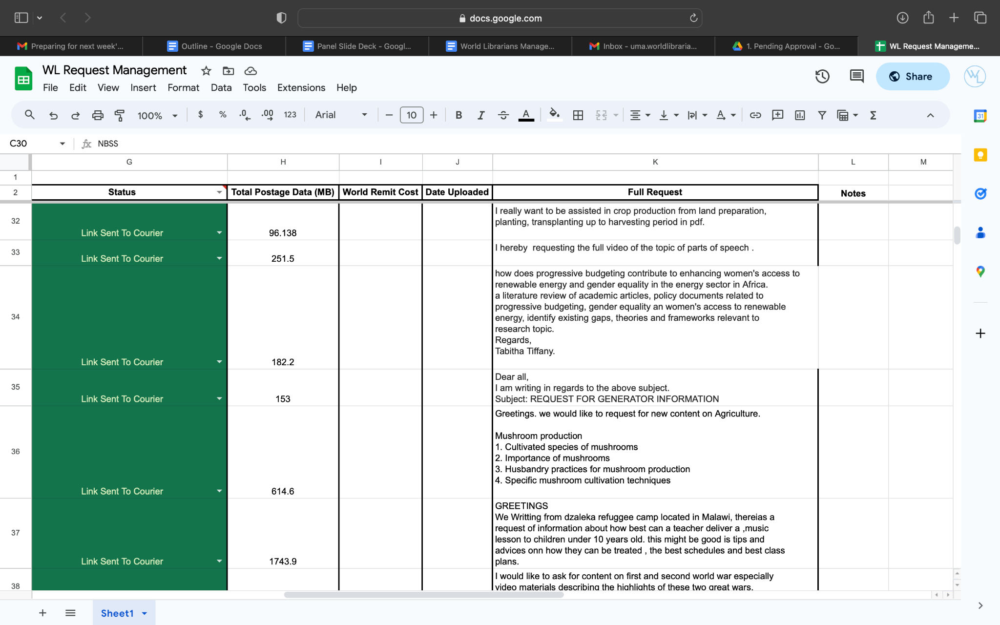 docs.google.com
Preparing for next week'...
Outline - Google Docs
Panel Slide Deck - Googl...
World Librarians Manage...
Inbox - uma.worldlibraria...
1. Pending Approval - Go...
WL Request Manageme...
WL Request Management
File Edit View Insert Format Data Tools Extensions Help
Share
WL
100% $ % .0 .00 123 Arial 10 B I A
31
C30 fx NBSS
G H I J K L M
1
2 Status Total Postage Data (MB) World Remit Cost Date Uploaded Full Request Notes
I really want to be assisted in crop production from land preparation,
32
planting, transplanting up to harvesting period in pdf.
Link Sent To Courier 96.138
I hereby  requesting the full video of the topic of parts of speech .
33
Link Sent To Courier 251.5
how does progressive budgeting contribute to enhancing women's access to
renewable energy and gender equality in the energy sector in Africa.
a literature review of academic articles, policy documents related to
progressive budgeting, gender equality an women's access to renewable
34
energy, identify existing gaps, theories and frameworks relevant to
research topic.
Regards,
Tabitha Tiffany.
Link Sent To Courier 182.2
Dear all,
35
I am writing in regards to the above subject.
Link Sent To Courier 153
Subject: REQUEST FOR GENERATOR INFORMATION
Greetings. we would like to request for new content on Agriculture.
Mushroom production
1. Cultivated species of mushrooms
36
2. Importance of mushrooms
3. Husbandry practices for mushroom production
4. Specific mushroom cultivation techniques
Link Sent To Courier 614.6
GREETINGS
We Writting from dzaleka refuggee camp located in Malawi, thereias a
37
request of information about how best can a teacher deliver a ,music
lesson to children under 10 years old. this might be good is tips and
advices onn how they can be treated , the best schedules and best class
Link Sent To Courier 1743.9
plans.
I would like to ask for content on first and second world war especially
38
video materials describing the highlights of these two great wars.
Sheet1